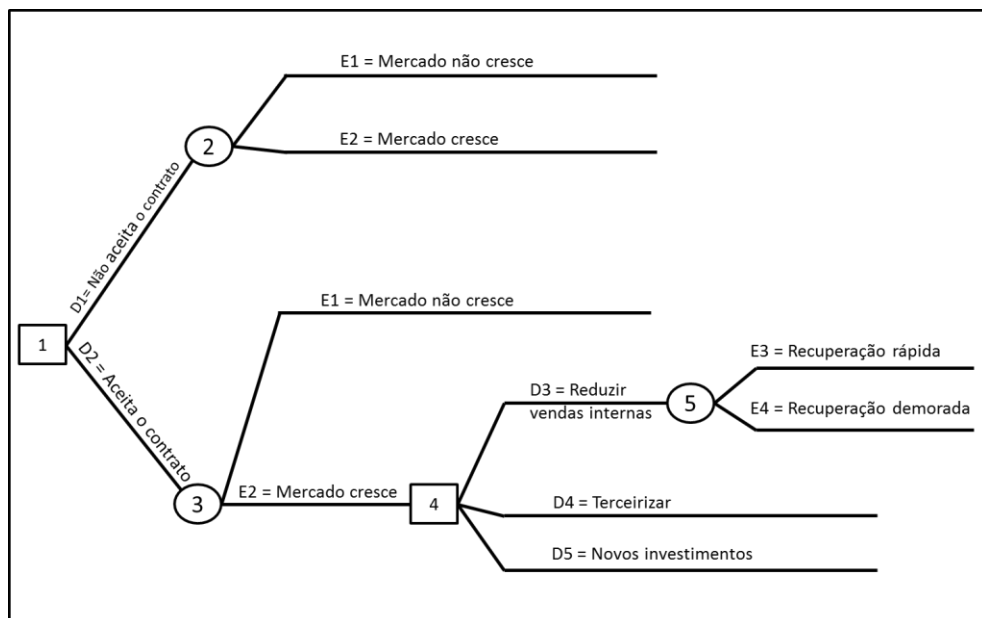 E1 = Mercado não cresce
E2 = Mercado cresce
2
D1= Não aceita o contrato
1
D2 = Aceita o contrato
E1 = Mercado não cresce
3
E2 = Mercado cresce
4
D3 = Reduzir
vendas internas
5
E3 = Recuperação rápida
E4 = Recuperação demorada
D4 = Terceirizar
D5 = Novos investimentos